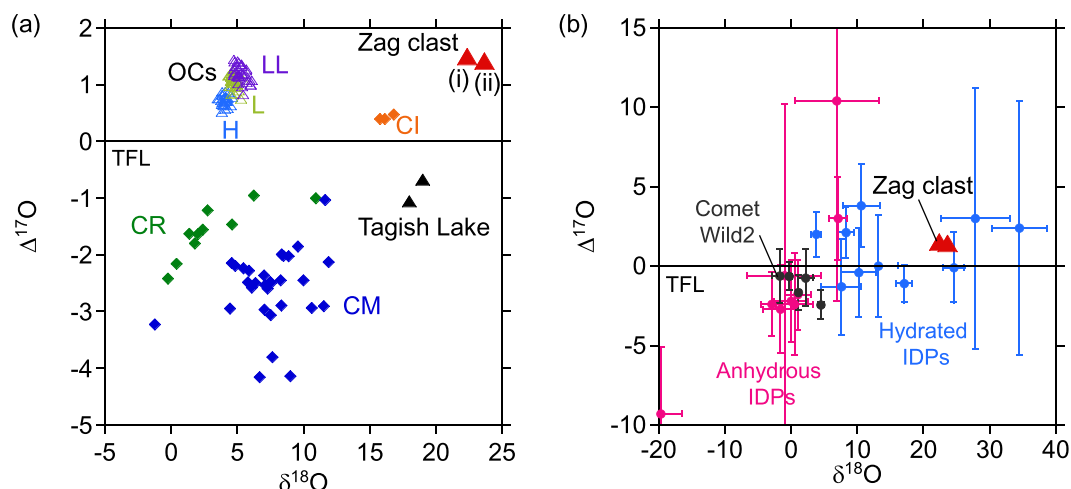 (a)
2
1
0
-1
-2
-3
-4
-5
Δ17O
Zag clast
(i)
(ii)
OCs
LL
L
H
CI
TFL
CR
Tagish Lake
CM
-5
0
5
10
15
20
25
δ18O
(b)
15
10
5
0
-5
-10
Δ17O
Zag clast
Comet
Wild2
TFL
Hydrated
IDPs
Anhydrous
IDPs
-20
-10
0
10
20
30
40
δ18O